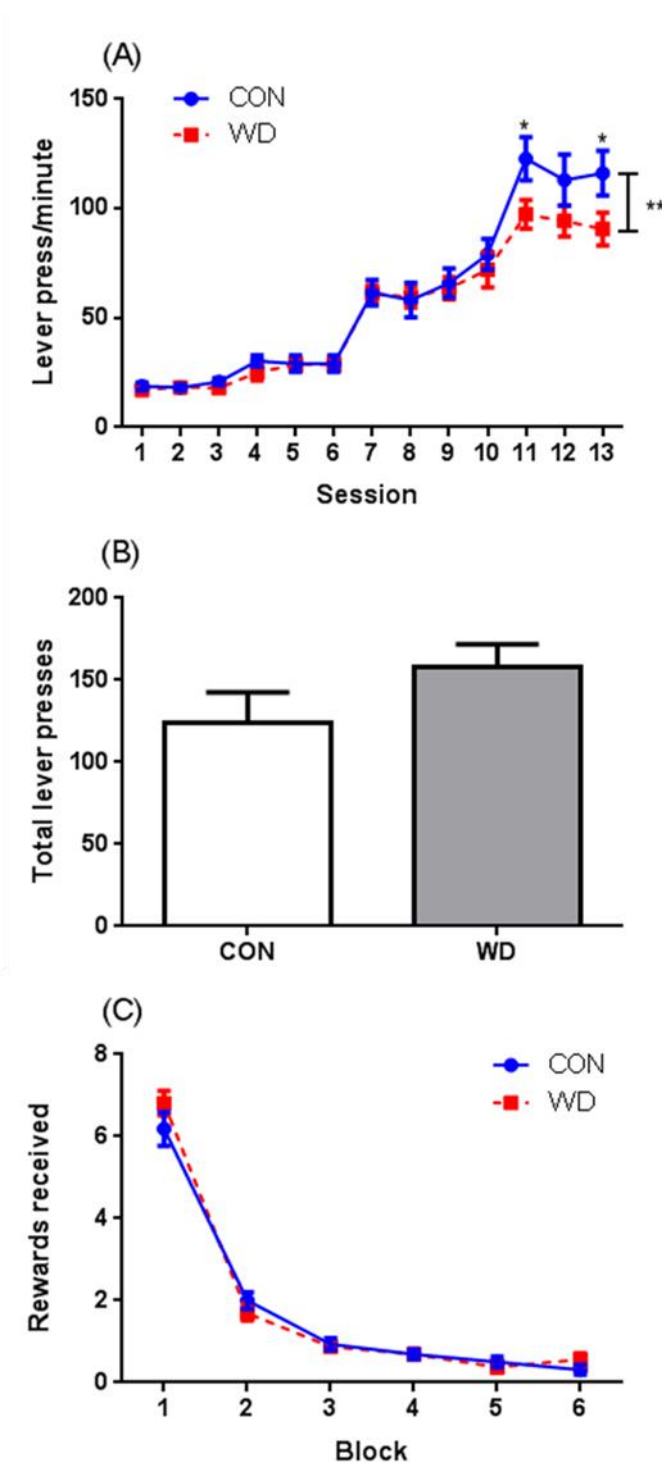 (A)
CON
WD
Lever press/minute
150
100
50
0
*
*
**
1 2 3 4 5 6 7 8 9 10 11 12 13
Session
(B)
Total lever presses
200
150
100
50
0
CON WD
(C)
CON
WD
Rewards received
8
6
4
2
0
1 2 3 4 5 6
Block